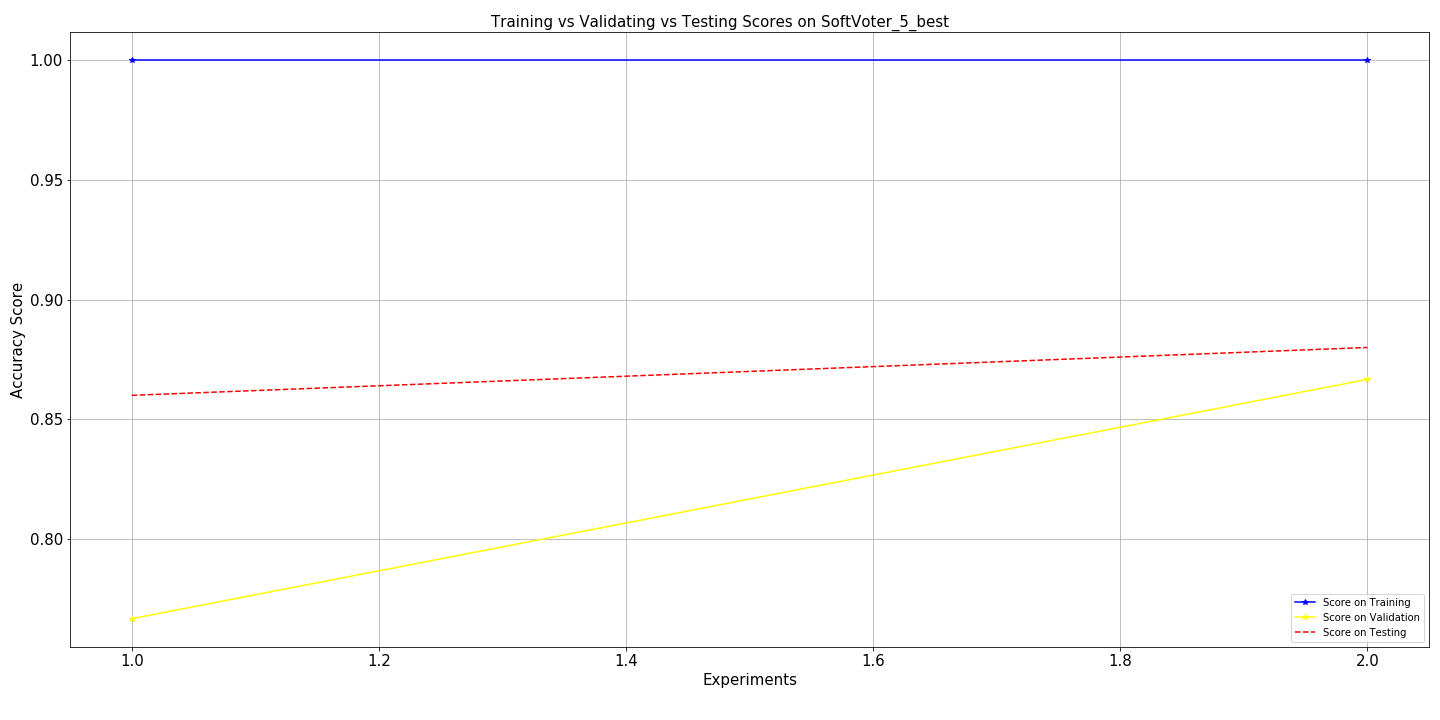 Training vs Validating vs Testing Scores on SoftVoter_5_best
1.00
0.95
0.90
0.85
0.80
Accuracy Score
1.0
1.2
1.4
1.6
1.8
2.0
Experiments
Score on Training
Score on Validation
Score on Testing